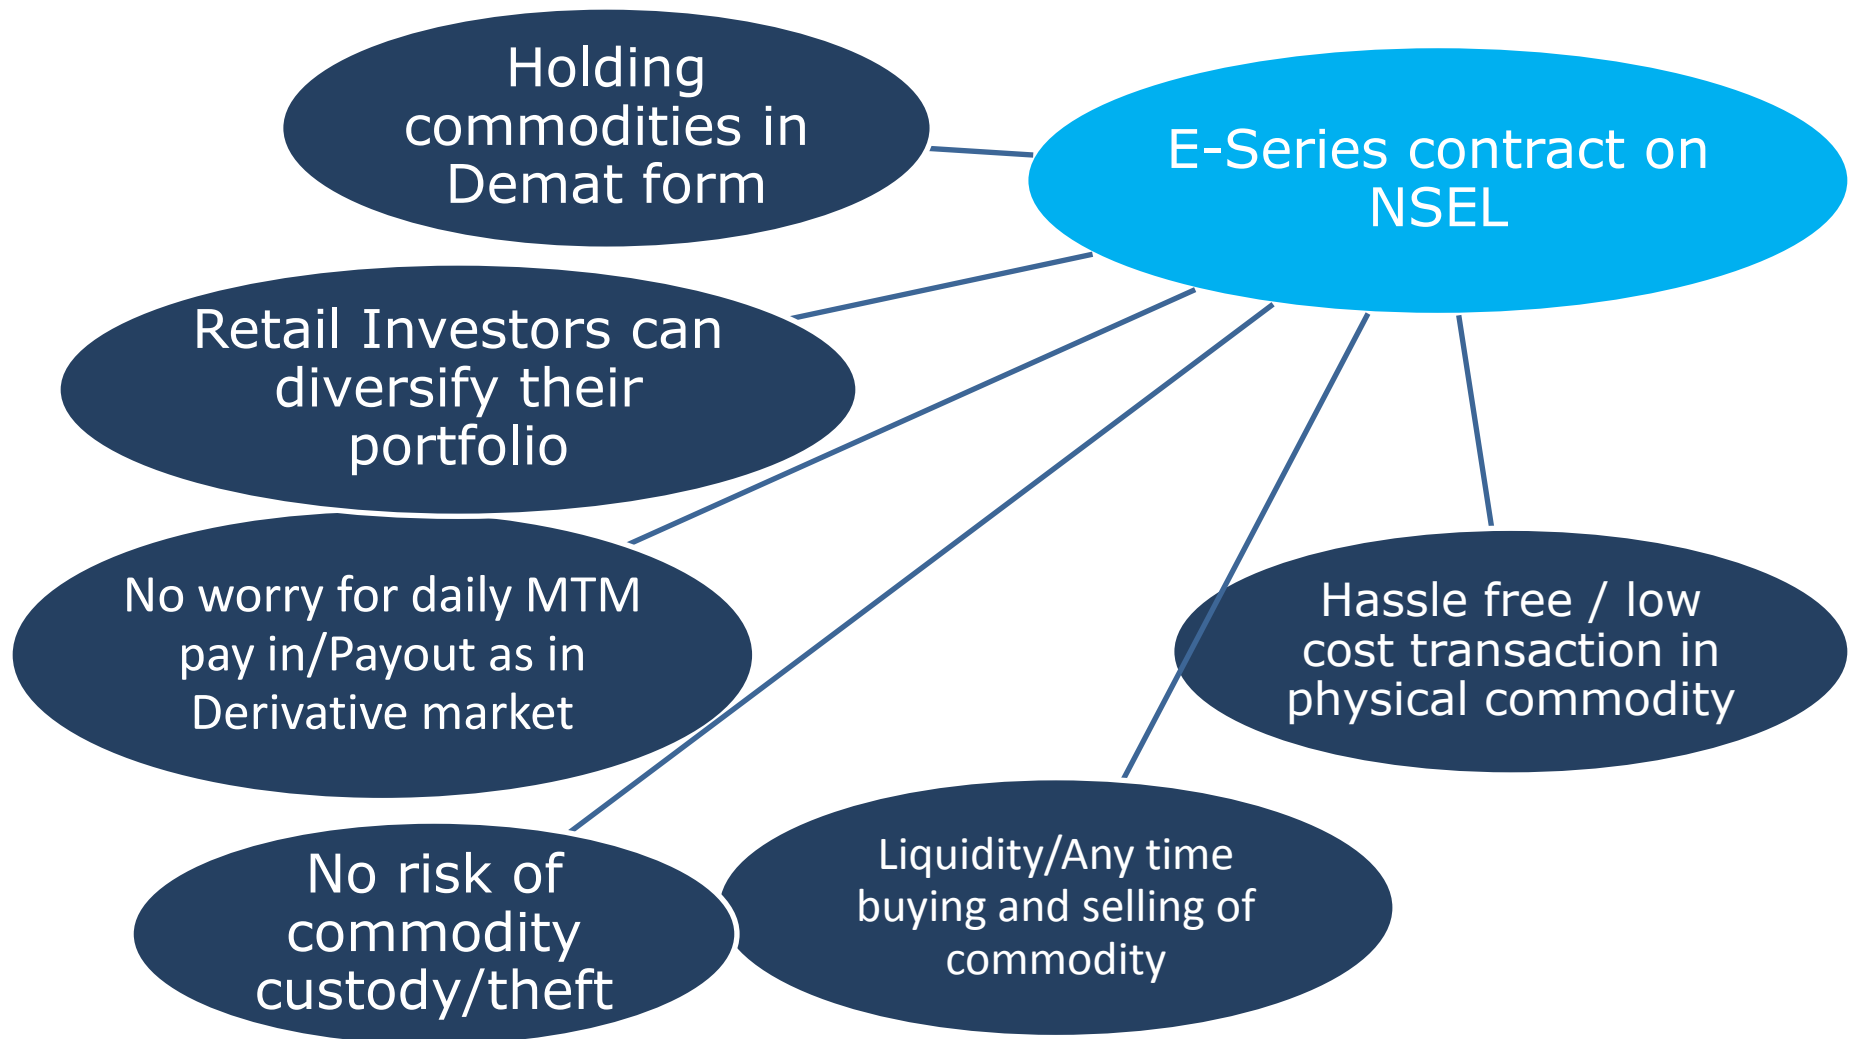 Holding
commodities in
Demat form
E-Series contract on
NSEL
Retail Investors can
diversify their
portfolio
No worry for daily MTM
pay in/Payout as in
Derivative market
Hassle free / low
cost transaction in
physical commodity
No risk of
commodity
custody/theft
Liquidity/Any time
buying and selling of
commodity